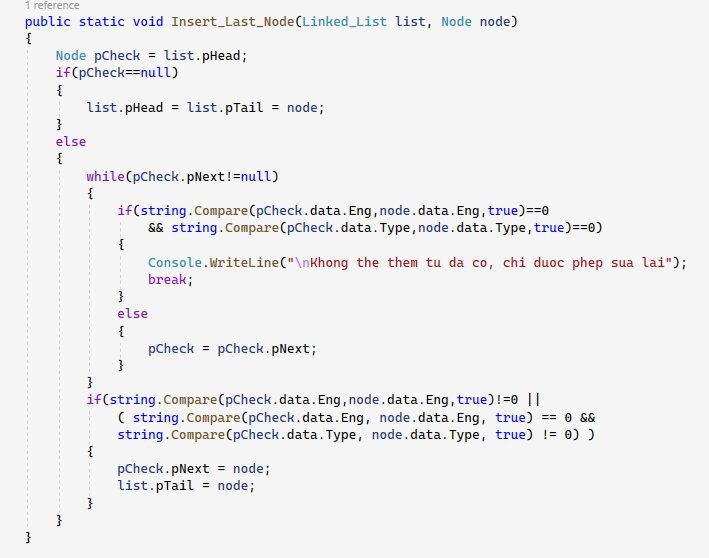 1 reference
public static void Insert_Last_Node(Linked_List list, Node node)
{
Node pCheck = list.pHead;
if(pCheck==null)
{
list.pHead = list.pTail = node;
}
else
{
while(pCheck.pNext!=null)
{
if(string.Compare(pCheck.data.Eng,node.data.Eng,true)==0
&& string.Compare(pCheck.data.Type,node.data.Type,true)==0)
{
Console.WriteLine("\nKhong the them tu da co, chi duoc phep sua lai");
break;
}
else
{
pCheck = pCheck.pNext;
}
}
if(string.Compare(pCheck.data.Eng,node.data.Eng,true)!=0 ||
( string.Compare(pCheck.data.Eng, node.data.Eng, true) == 0 &&
string.Compare(pCheck.data.Type, node.data.Type, true) != 0) )
{
pCheck.pNext = node;
list.pTail = node;
}
}
}